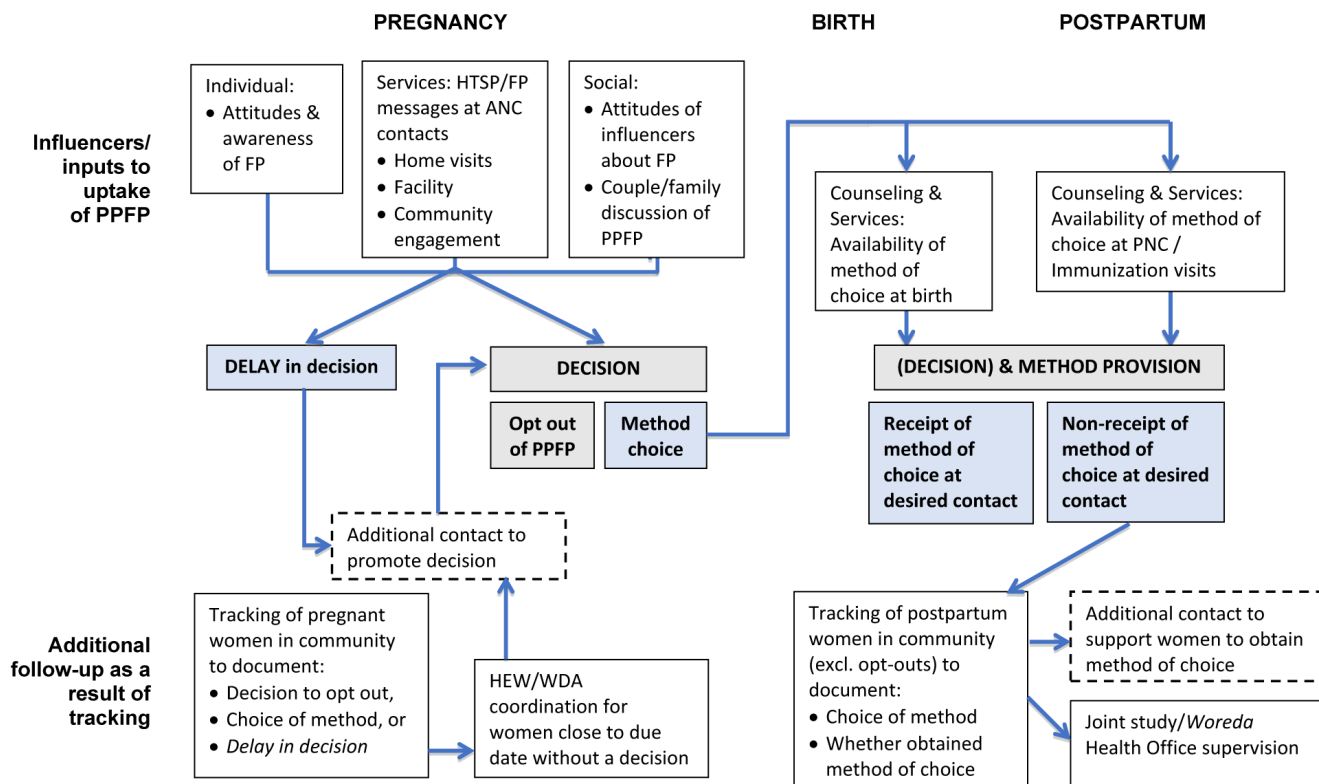 PREGNANCY
BIRTH
POSTPARTUM
Influencers/
inputs to
uptake
of PPFP
Individual:
• Attitudes &
awareness
of FP
Services: HTSP/FP
messages at ANC
contacts
• Home visits
• Facility
• Community
engagement
Social:
• Attitudes of
influencers
about FP
• Couple/family
discussion of
PPFP
Counseling &
Services:
Availability of
method of
choice at birth
Counseling & Services:
Availability of method of
choice at PNC /
Immunization visits
DELAY in decision
DECISION
Opt out
of PPFP
Method
choice
(DECISION) & METHOD PROVISION
Receipt of
method of
choice at
desired contact
Non-receipt of
method of
choice at desired
contact
Additional contact to
promote decision
Additional
follow-up as a
result of
tracking
Tracking of pregnant
women in community
to document:
• Decision to opt out,
• Choice of method, or
• Delay in decision
HEW/WDA
coordination for
women close to due
date without a decision
Tracking of postpartum
women in community
(excl. opt-outs) to
document:
• Choice of method
• Whether obtained
method of choice
Additional contact to
support women to obtain
method of choice
Joint study/Woreda
Health Office supervision